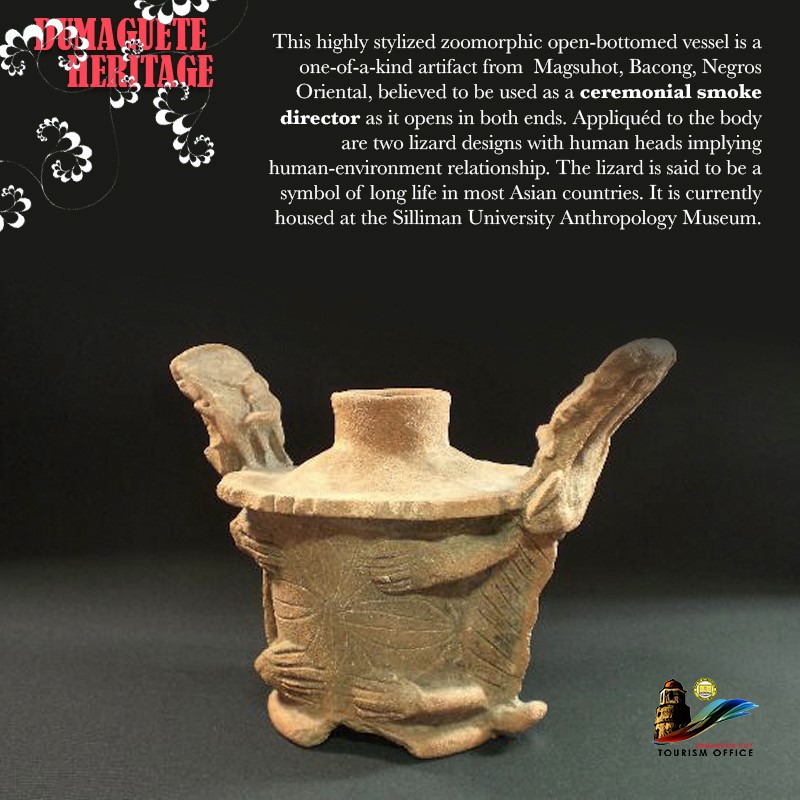 DUMAGUETE
HERITAGE
This highly stylized zoomorphic open-bottomed vessel is a
one-of-a-kind artifact from Magsuhot, Bacong, Negros
Oriental, believed to be used as a ceremonial smoke
director as it opens in both ends. Appliquéd to the body
are two lizard designs with human heads implying
human-environment relationship. The lizard is said to be a
symbol of long life in most Asian countries. It is currently
housed at the Silliman University Anthropology Museum.
DUMAGUETE CITY
TOURISM OFFICE